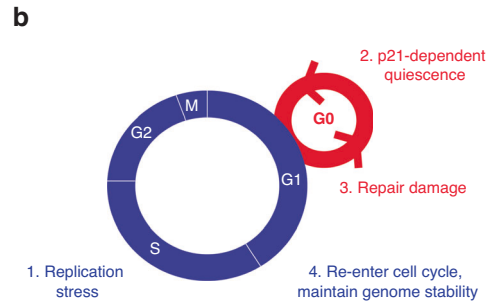 b
2. p21-dependent
quiescence
M
G2
G0
G1
3. Repair damage
S
1. Replication
stress
4. Re-enter cell cycle,
maintain genome stability